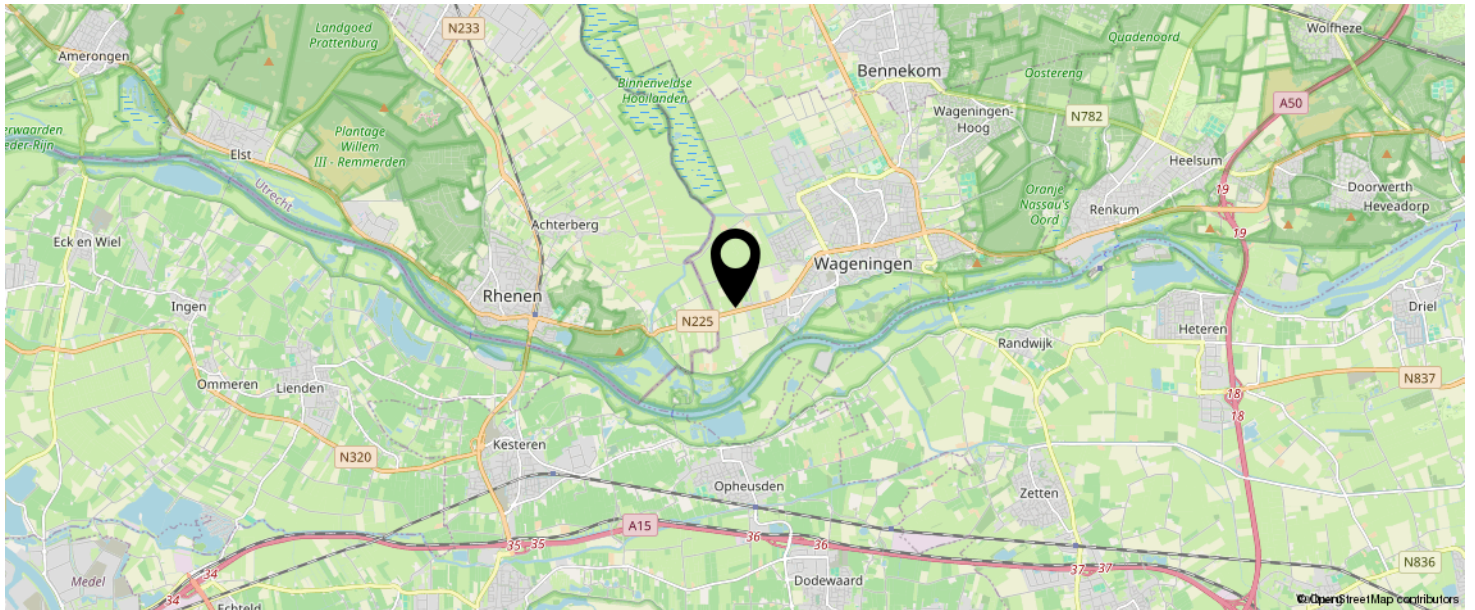 Landgoed
Prattenburg
N233
Wolfheze
Amerongen
Quadenoord
Bennekom
Oostereng
Binnenveldse
Hooilanden
A50
Wageningen-
Hoog
N782
Plantage
Willem
III - Remmerden
erwaarden
eder-Rijn
Elst
Heelsum
Utrecht
19
Doorwerth
Oranje
Nassau's
Oord
Heveadorp
Renkum
Achterberg
19
Eck en Wiel
Wageningen
Rhenen
Ingen
Driel
N225
Heteren
Randwijk
Ommeren
Lienden
N837
18
18
Kesteren
N320
Opheusden
Zetten
A15
35
35
36
36
N836
34
Medel
37
37
Dodewaard
34
Echteld
OpenStreetMap contributors